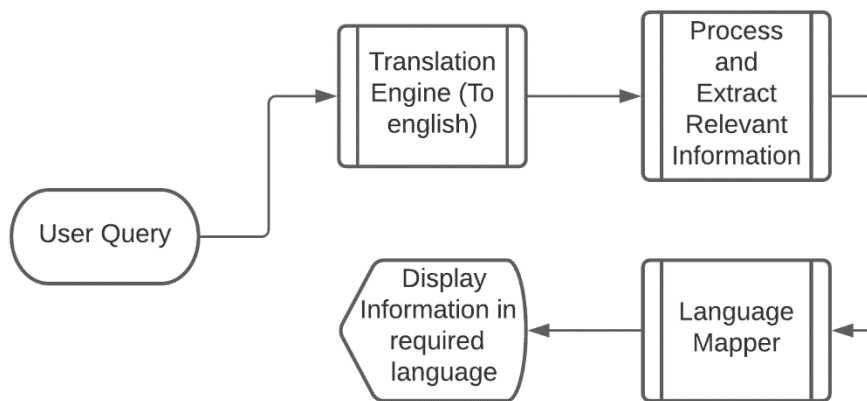 User Query
Translation
Engine (To
english)
Process
and
Extract
Relevant
Information
Language
Mapper
Display
Information in
required
language